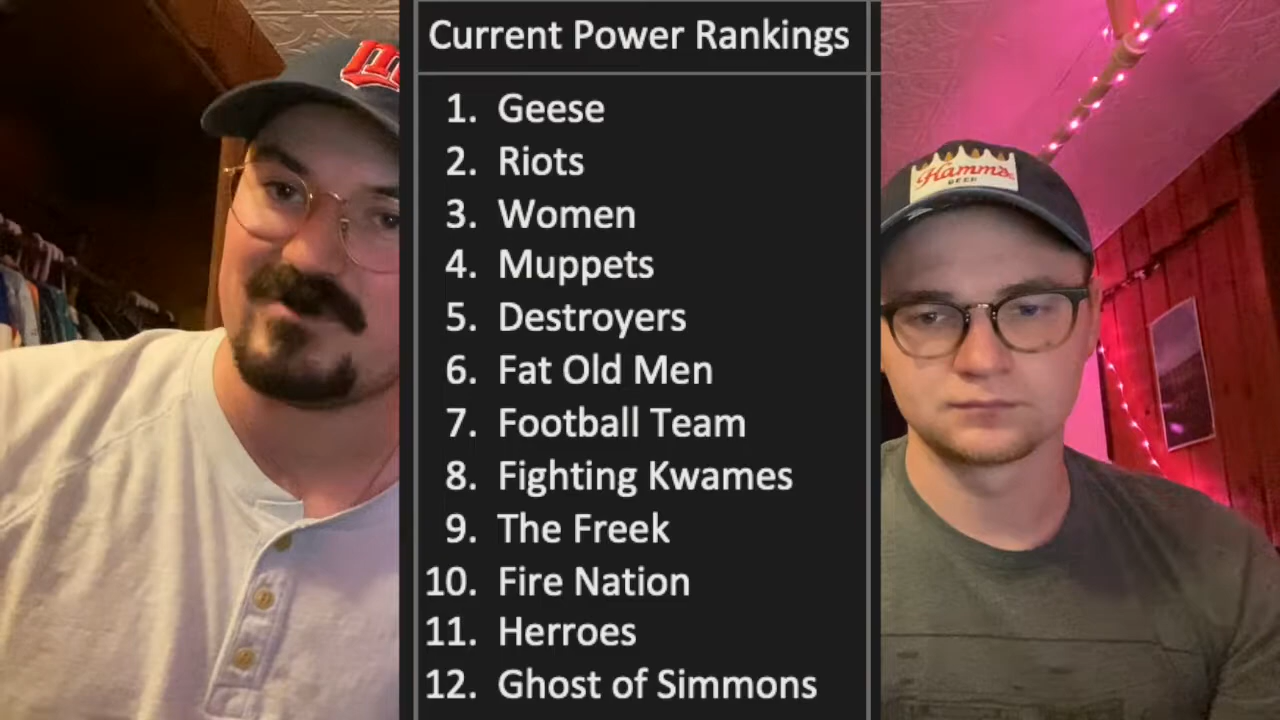 Current Power Rankings
1. Geese
2. Riots
3. Women
4. Muppets
5. Destroyers
6. Fat Old Men
7. Football Team
8. Fighting Kwames
9. The Freek
10. Fire Nation
11. Herroes
12. Ghost of Simmons
M
Hamm's
BEER